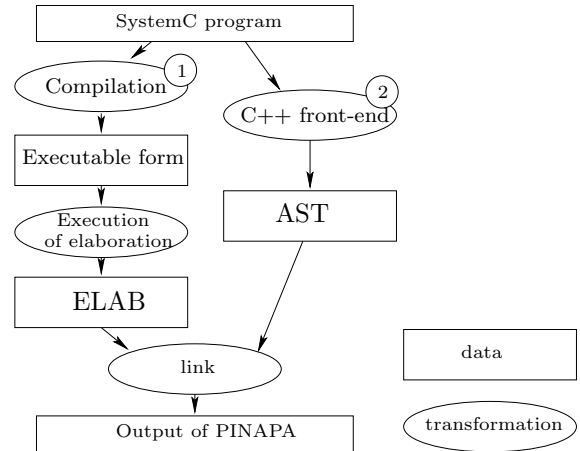 SystemC program
1
Compilation
2
C++ front-end
Executable form
AST
Execution
of elaboration
ELAB
link
data
Output of PINAPA
transformation